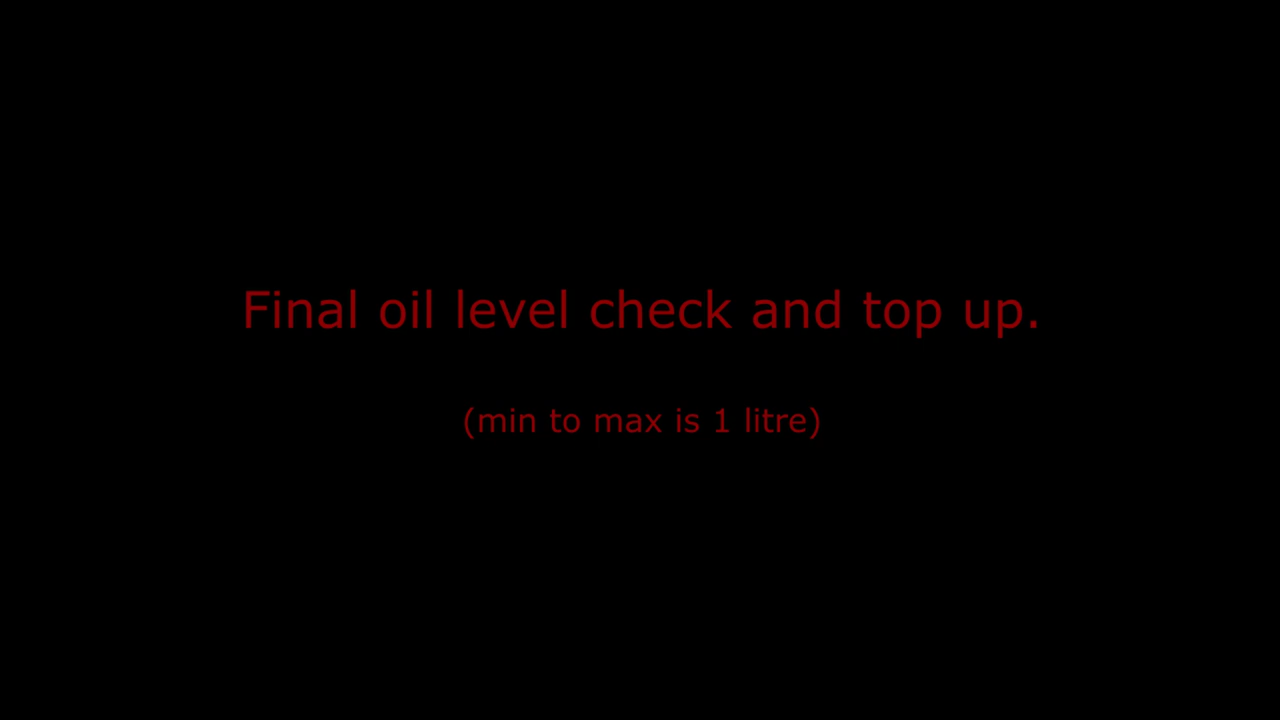 Final oil level check and top up.
(min to max is 1 litre)